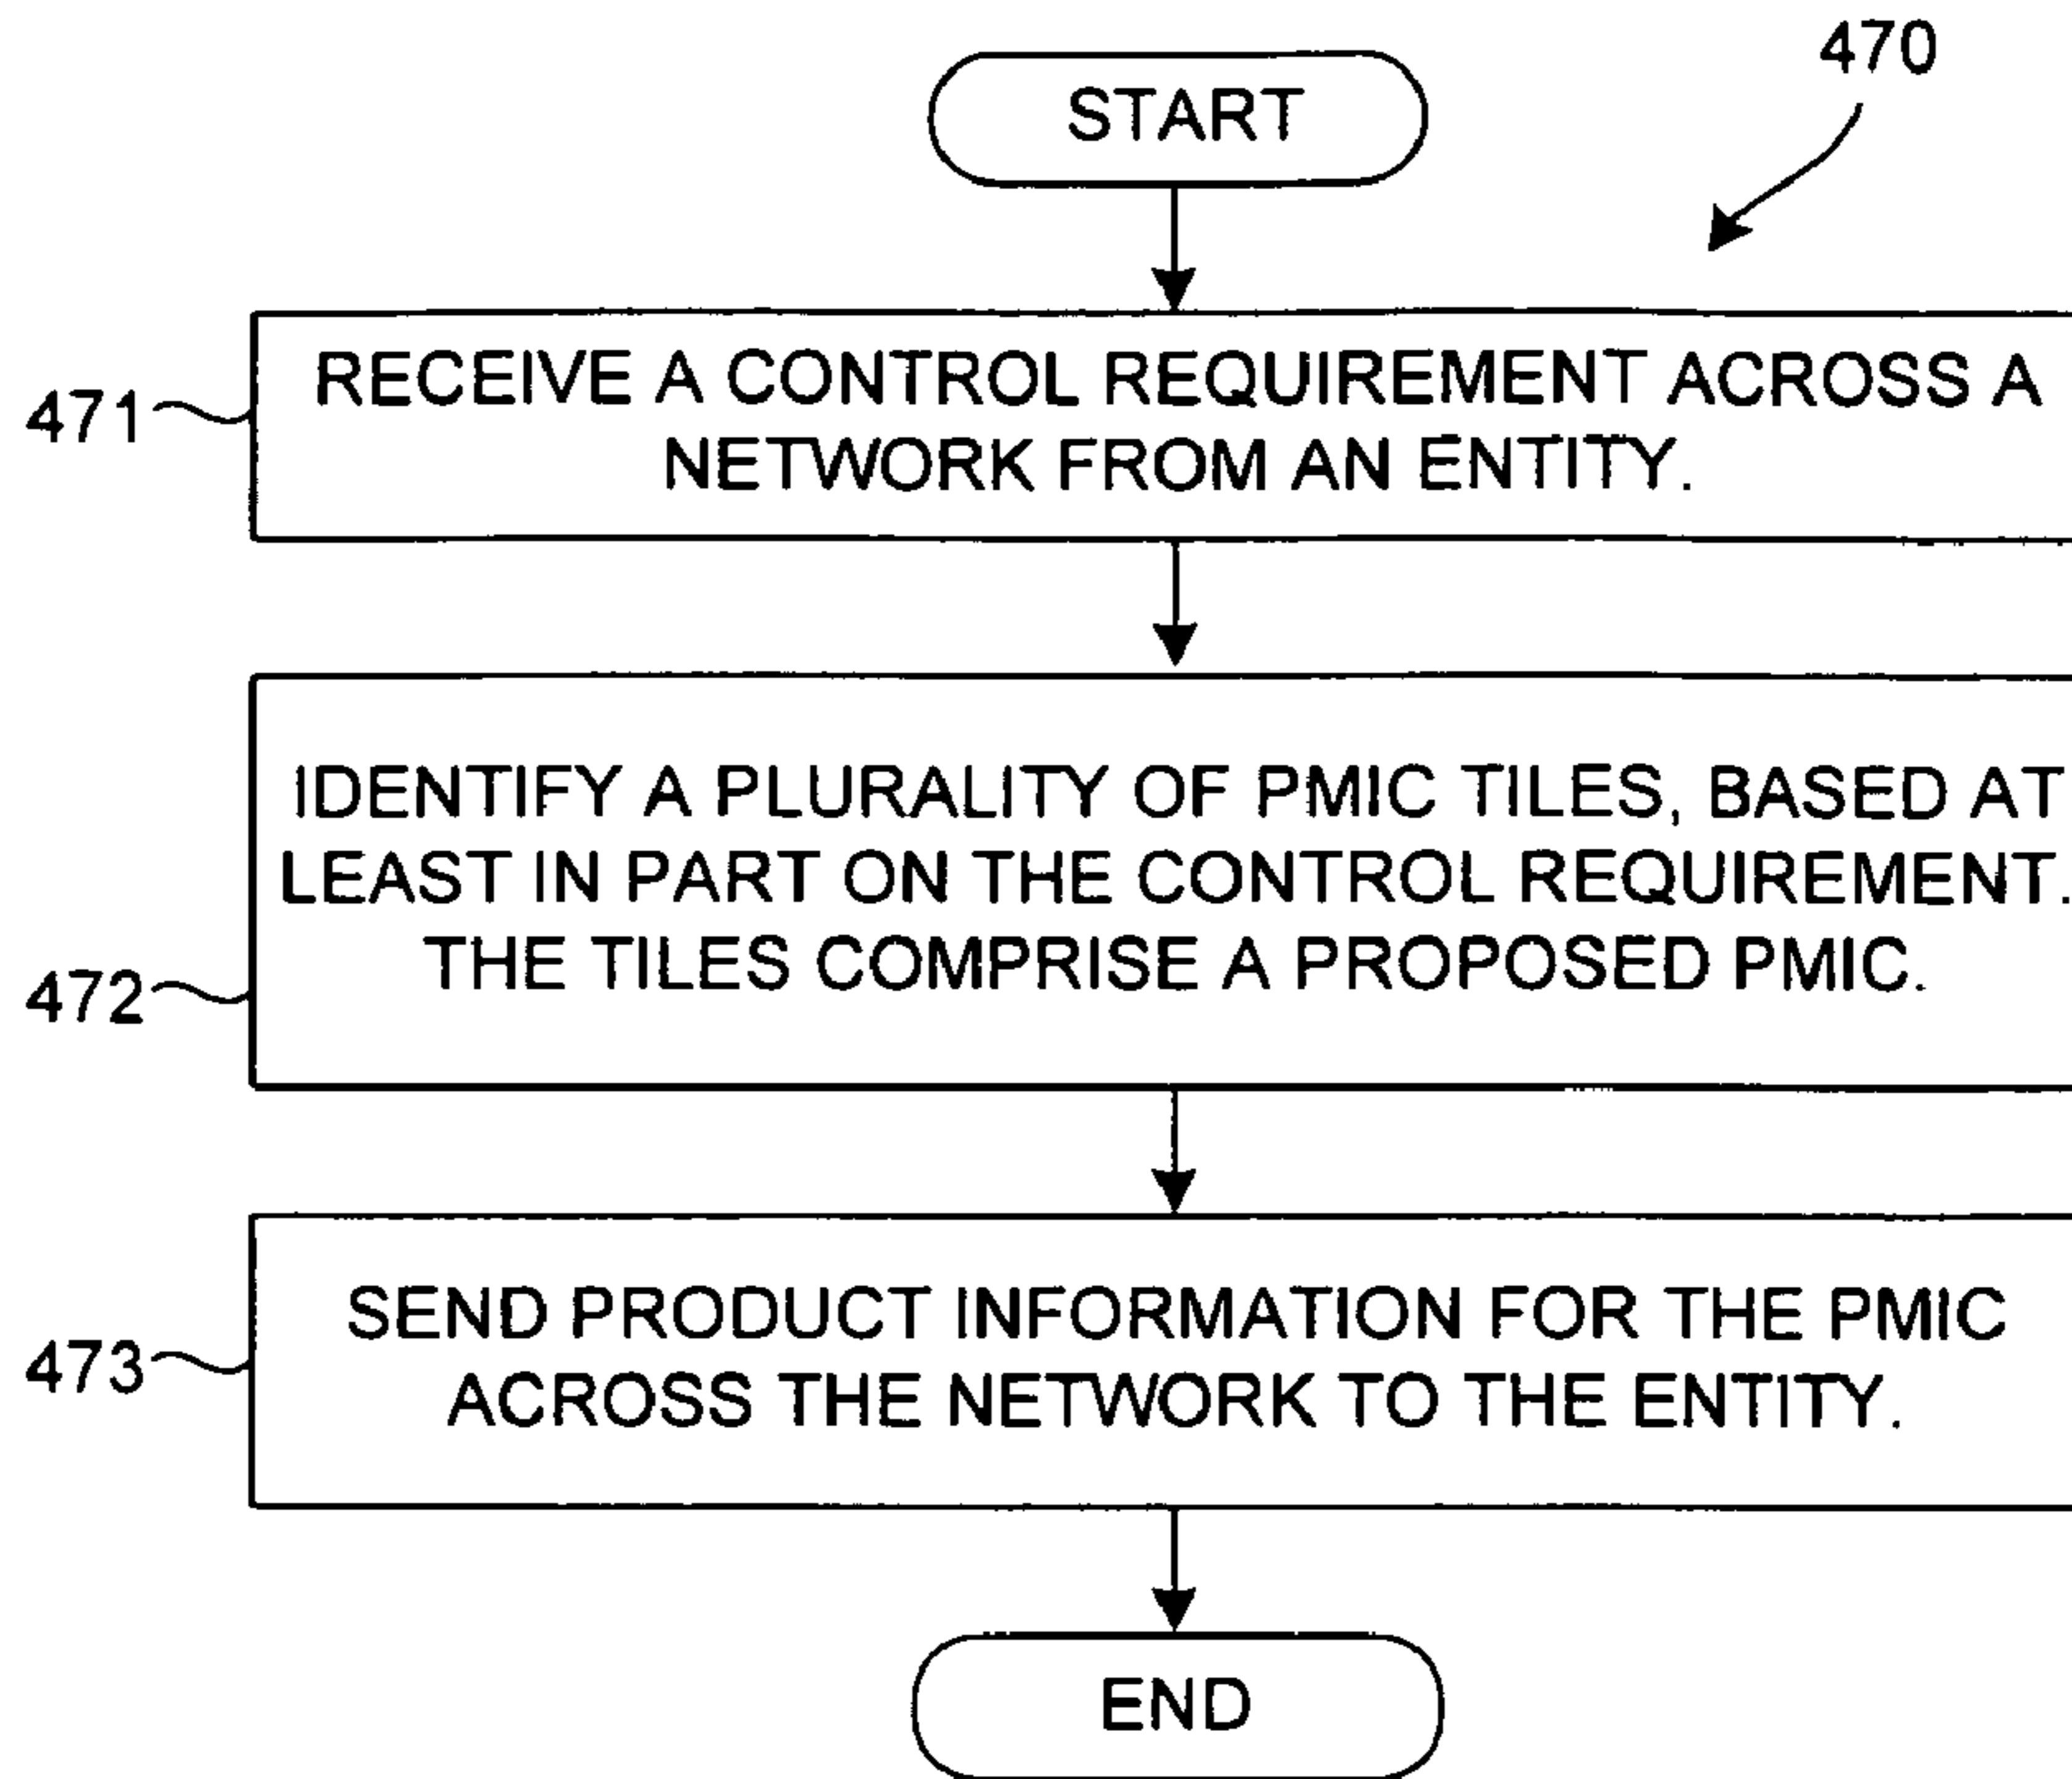 470
START
471
RECEIVE A CONTROL REQUIREMENT ACROSS A
NETWORK FROM AN ENTITY.
IDENTIFY A PLURALITY OF PMIC TILES, BASED AT
LEAST IN PART ON THE CONTROL REQUIREMENT.
THE TILES COMPRISE A PROPOSED PMIC.
472
SEND PRODUCT INFORMATION FOR THE PMIC
ACROSS THE NETWORK TO THE ENTITY.
473
END